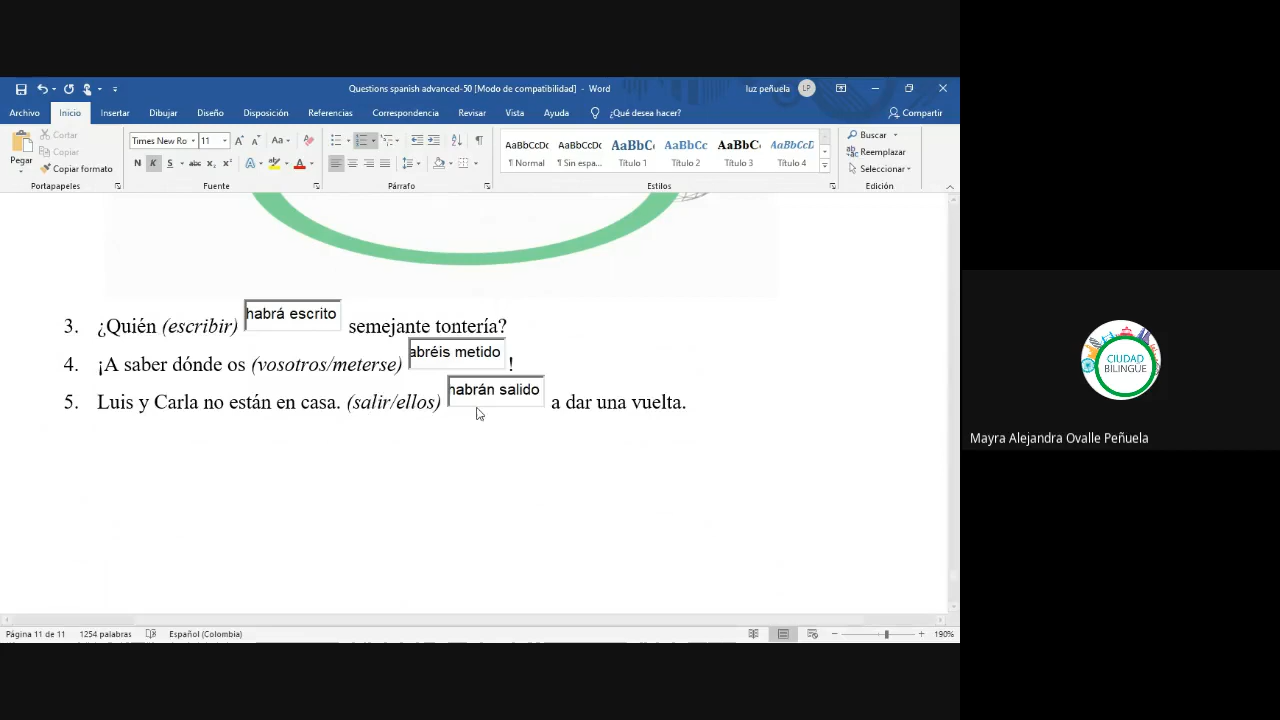 Questions spanish advanced-50 [Modo de compatibilidad] - Word
luz peñuela
LP
Archivo Inicio Insertar Dibujar Diseño Disposición Referencias Correspondencia Revisar Vista Ayuda ¿Qué desea hacer? Compartir
Pegar
Cortar
Copiar
Copiar formato
Portapapeles
Times New Ro 11
N K S abc x₂ x²
Fuente
Párrafo
AaBbCcDc AaBbCcDc AaBbC AaBbCc AaBbC AaBbCcD
¶ Normal ¶ Sin espa... Título 1 Título 2 Título 3 Título 4
Estilos
Buscar
Reemplazar
Seleccionar
Edición
3. ¿Quién (escribir) habrá escrito semejante tontería?
4. ¡A saber dónde os (vosotros/meterse) abréis metido !
5. Luis y Carla no están en casa. (salir/ellos) habrán salido a dar una vuelta.
CIUDAD
BILINGÜE
Mayra Alejandra Ovalle Peñuela
Página 11 de 11 1254 palabras Español (Colombia) 190%